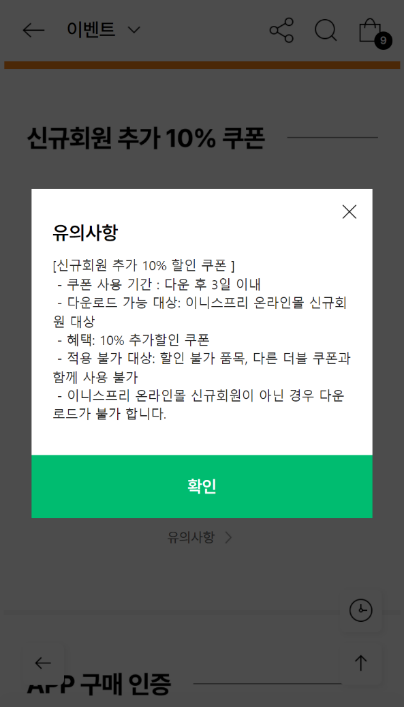 이벤트
9
신규회원 추가 10% 쿠폰
유의사항
[신규회원 추가 10% 할인 쿠폰 ]
- 쿠폰 사용 기간 : 다운 후 3일 이내
- 다운로드 가능 대상: 이니스프리 온라인몰 신규회
원 대상
- 혜택: 10% 추가할인 쿠폰
- 적용 불가 대상: 할인 불가 품목, 다른 더블 쿠폰과
함께 사용 불가
- 이니스프리 온라인몰 신규회원이 아닌 경우 다운
로드가 불가 합니다.
확인
유의사항
APP 구매 인증